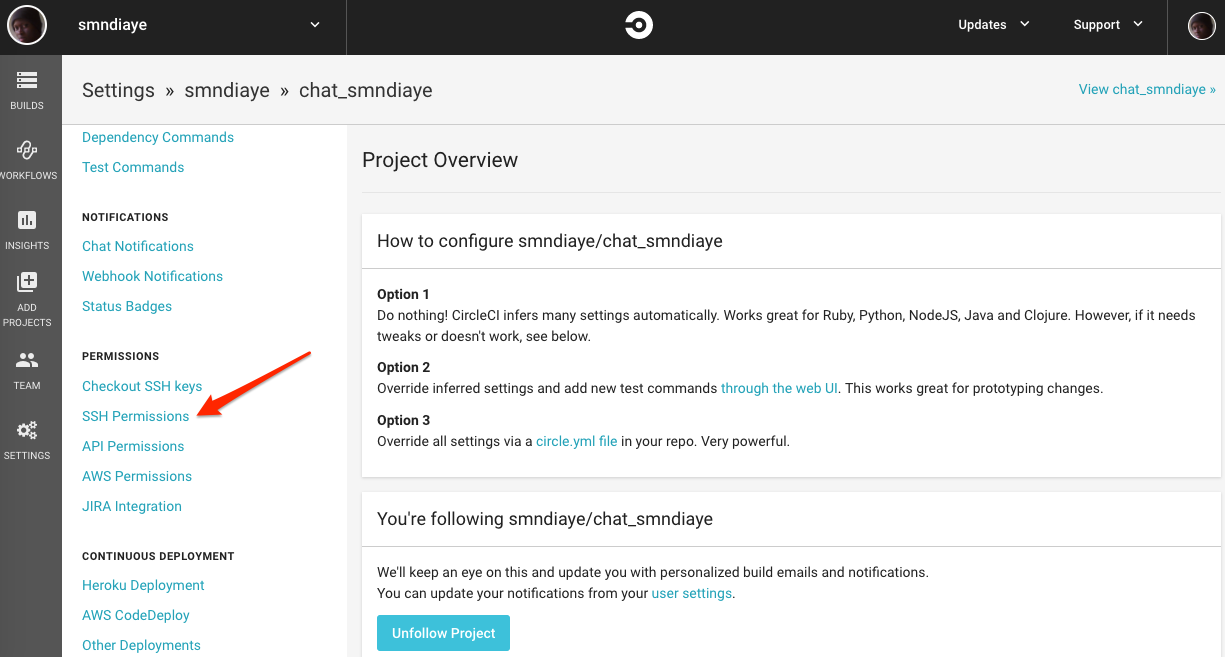 smndiaye
Updates
Support
BUILDS
WORKFLOWS
INSIGHTS
ADD
PROJECTS
TEAM
SETTINGS
Settings » smndiaye » chat_smndiaye
View chat_smndiaye »
Dependency Commands
Test Commands
NOTIFICATIONS
Chat Notifications
Webhook Notifications
Status Badges
PERMISSIONS
Checkout SSH keys
SSH Permissions
API Permissions
AWS Permissions
JIRA Integration
CONTINUOUS DEPLOYMENT
Heroku Deployment
AWS CodeDeploy
Other Deployments
Project Overview
How to configure smndiaye/chat_smndiaye
Option 1
Do nothing! CircleCI infers many settings automatically. Works great for Ruby, Python, NodeJS, Java and Clojure. However, if it needs
tweaks or doesn't work, see below.
Option 2
Override inferred settings and add new test commands through the web UI. This works great for prototyping changes.
Option 3
Override all settings via a circle.yml file in your repo. Very powerful.
You're following smndiaye/chat_smndiaye
We'll keep an eye on this and update you with personalized build emails and notifications.
You can update your notifications from your user settings.
Unfollow Project